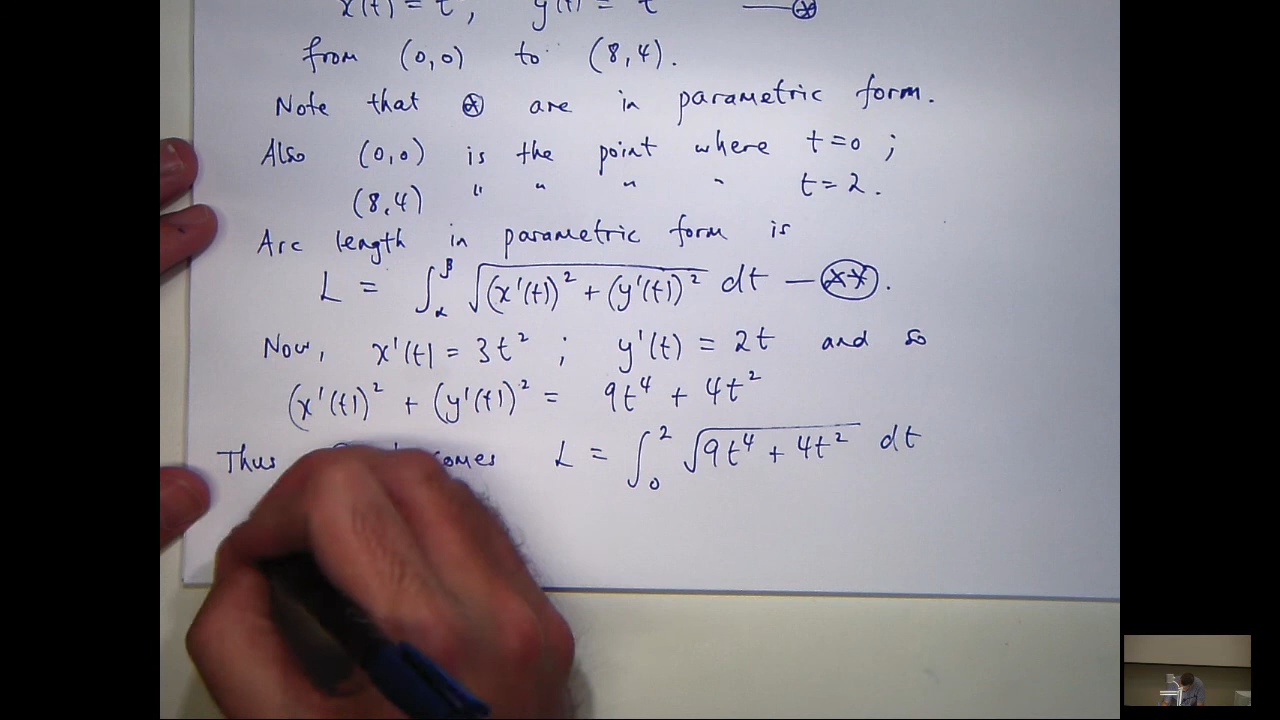 x(t) = t , y(t) = t — ⊛
from (0,0) to (8,4).
Note that ⊛ are in parametric form.
Also (0,0) is the point where t=0 ;
(8,4) " " " " t=2.
Arc length in parametric form is
L = ∫_α^β √((x'(t))² + (y'(t))²) dt — (**).
Now, x'(t) = 3t² ; y'(t) = 2t and so
(x'(t))² + (y'(t))² = 9t⁴ + 4t²
Thus L = ∫_0^2 √(9t⁴ + 4t²) dt